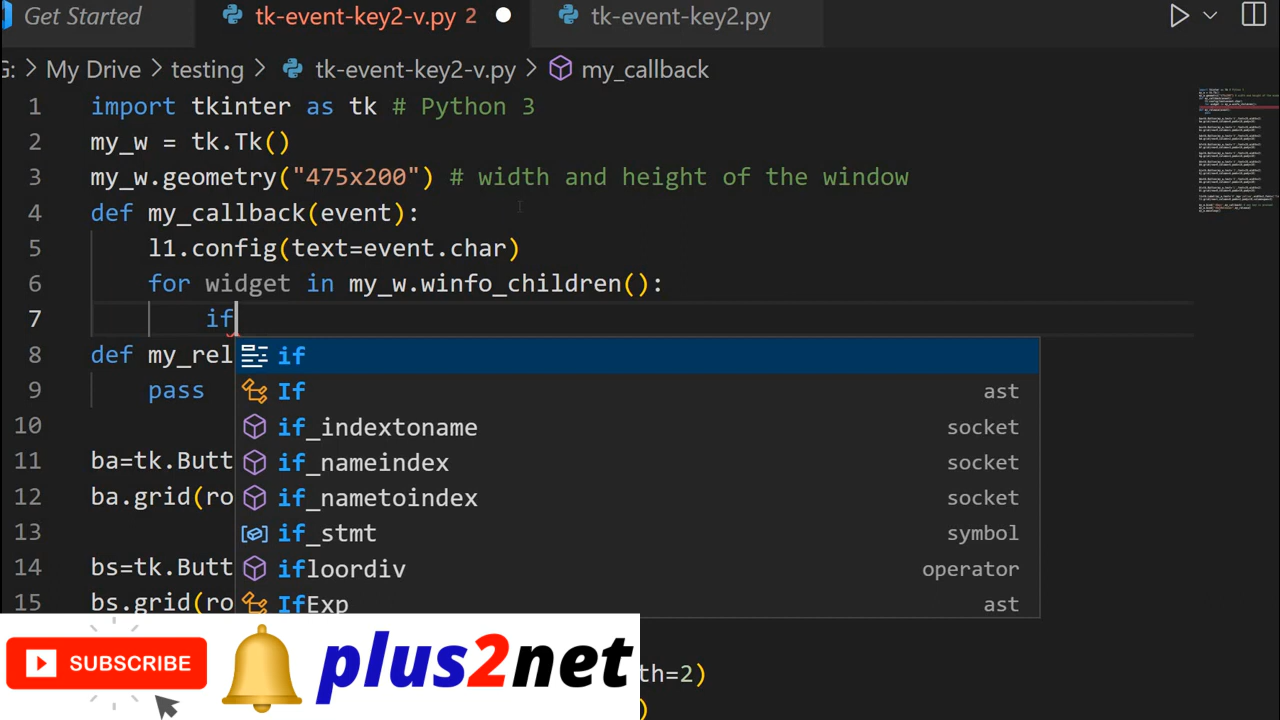 Get Started tk-event-key2-v.py 2 tk-event-key2.py
G: > My Drive > testing > tk-event-key2-v.py > my_callback
1 import tkinter as tk # Python 3
2 my_w = tk.Tk()
3 my_w.geometry("475x200") # width and height of the window
4 def my_callback(event):
5 l1.config(text=event.char)
6 for widget in my_w.winfo_children():
7 if
8 def my_rel
if
9 pass
If ast
10
if_indextoname socket
11 ba=tk.Butt
if_nameindex socket
12 ba.grid(ro
if_nametoindex socket
13
if_stmt symbol
14 bs=tk.Butt
ifloordiv operator
15 bs.grid(ro
IfExp ast
SUBSCRIBE plus2net
th=2)
)